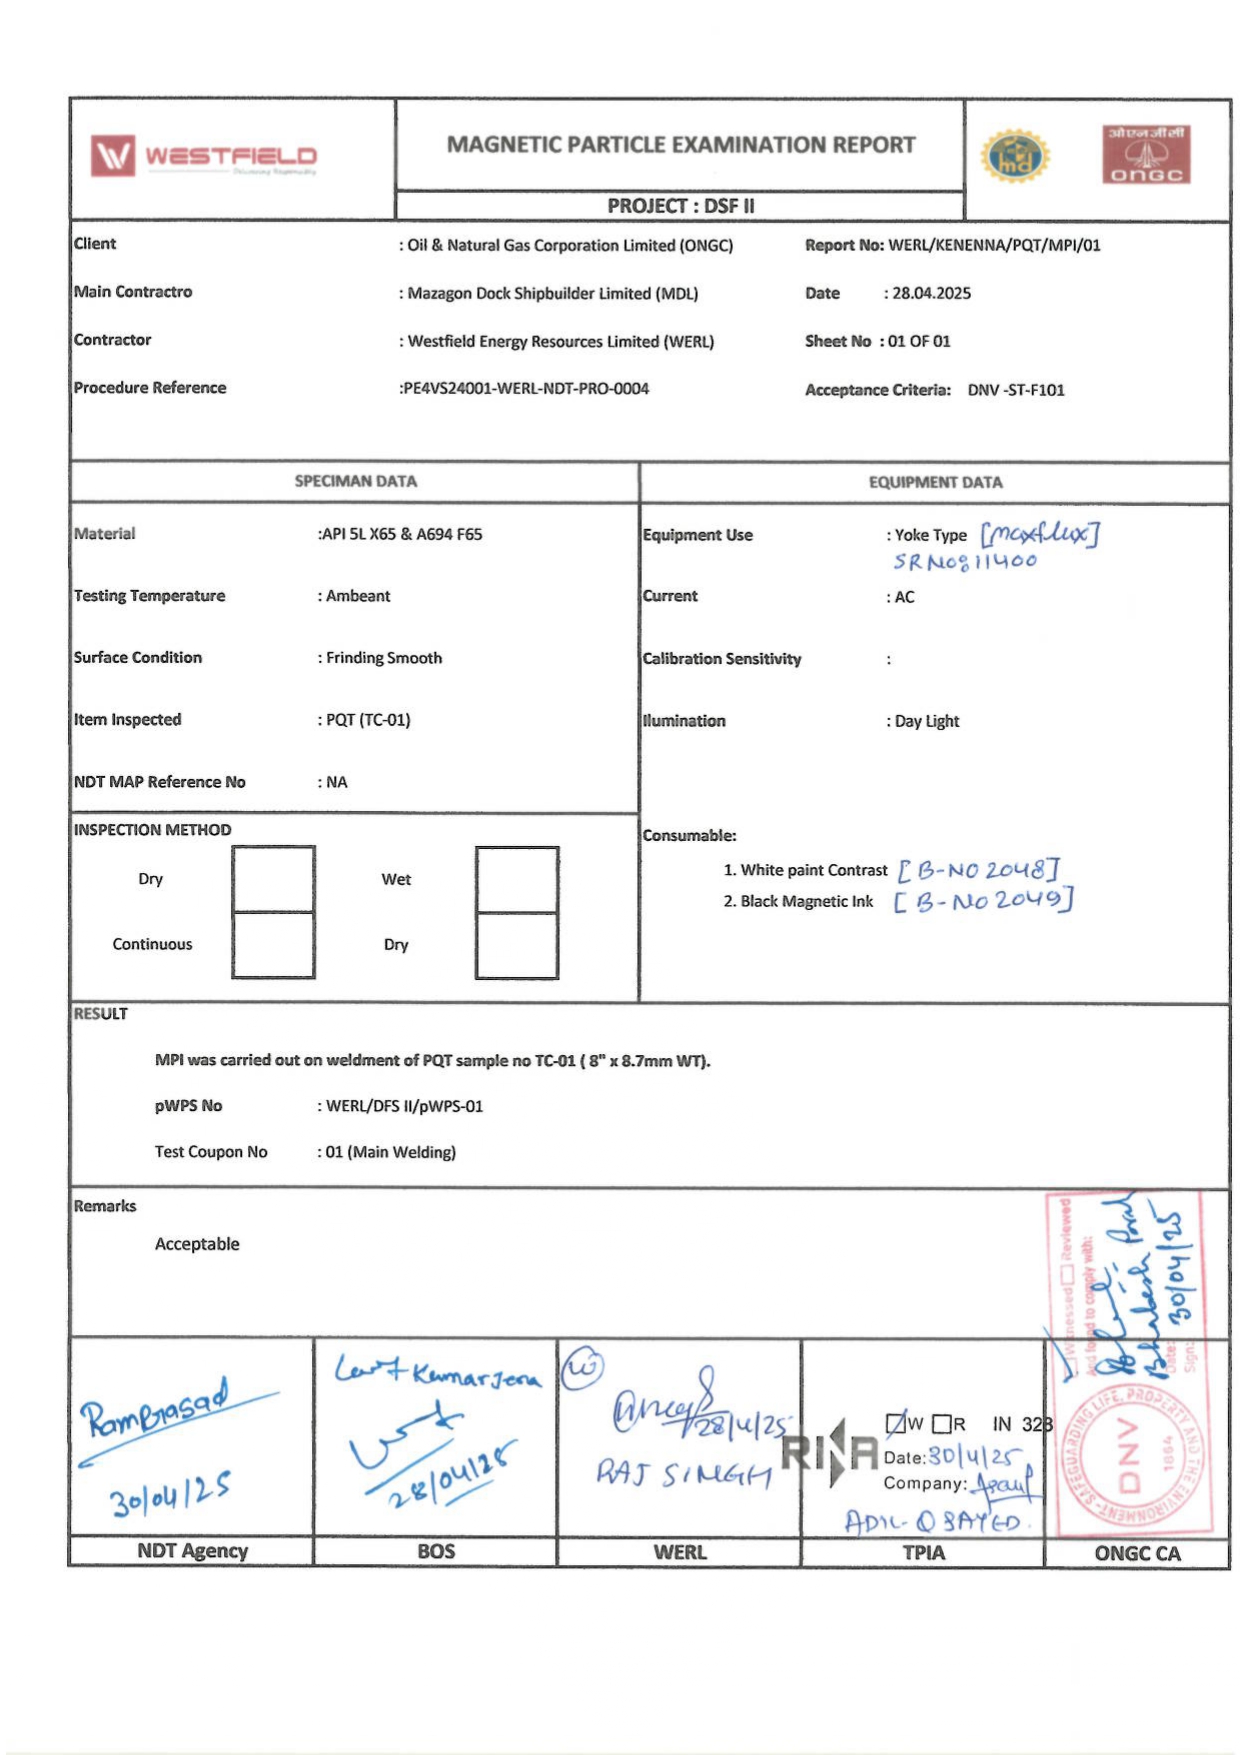 WESTFIELD
Delivering Responsibly
MAGNETIC PARTICLE EXAMINATION REPORT
PROJECT : DSF II
md
ओएनजीसी
ONGC
Client : Oil & Natural Gas Corporation Limited (ONGC) Report No: WERL/KENENNA/PQT/MPI/01
Main Contractro : Mazagon Dock Shipbuilder Limited (MDL) Date : 28.04.2025
Contractor : Westfield Energy Resources Limited (WERL) Sheet No : 01 OF 01
Procedure Reference :PE4VS24001-WERL-NDT-PRO-0004 Acceptance Criteria: DNV -ST-F101
SPECIMAN DATA
Material :API 5L X65 & A694 F65
Testing Temperature : Ambeant
Surface Condition : Frinding Smooth
Item Inspected : PQT (TC-01)
NDT MAP Reference No : NA
EQUIPMENT DATA
Equipment Use : Yoke Type [maxflux]
SR No: 11400
Current : AC
Calibration Sensitivity :
Ilumination : Day Light
Consumable:
1. White paint Contrast [B-NO 2048]
2. Black Magnetic Ink [B-NO 2049]
INSPECTION METHOD
Dry Wet
Continuous Dry
RESULT
MPI was carried out on weldment of PQT sample no TC-01 ( 8" x 8.7mm WT).
pWPS No : WERL/DFS II/pWPS-01
Test Coupon No : 01 (Main Welding)
Remarks
Acceptable
Ramprasad
30/04/25
Kumar Jena
28/04/25
W
28/4/25
RAJ SINGH
RINA
W R IN 328
Date: 30/4/25
Company:
ADIL Q SAYED.
Witnessed Reviewed
And found to comply with:
Bhabesh
Date: 30/04/25
Sign:
SAFEGUARDING LIFE, PROPERTY AND THE ENVIRONMENT
DNV
1864
NDT Agency BOS WERL TPIA ONGC CA